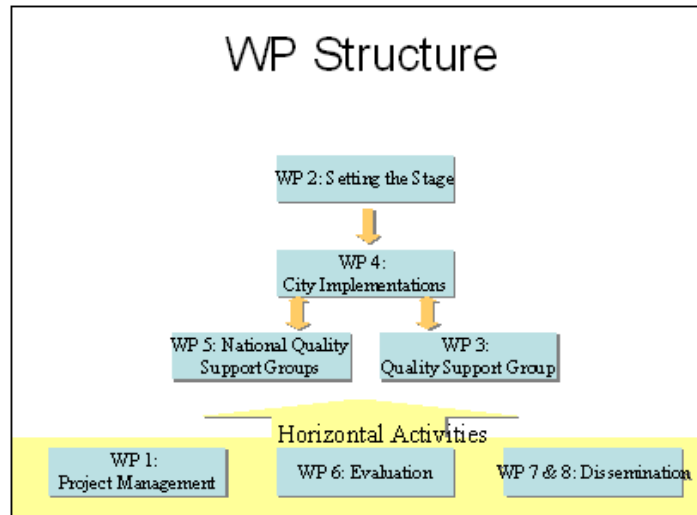 WP Structure
WP 2: Setting the Stage
WP 4:
City Implementations
WP 5: National Quality
Support Groups
WP 3:
Quality Support Group
Horizontal Activities
WP 1:
Project Management
WP 6: Evaluation
WP 7 & 8: Dissemination